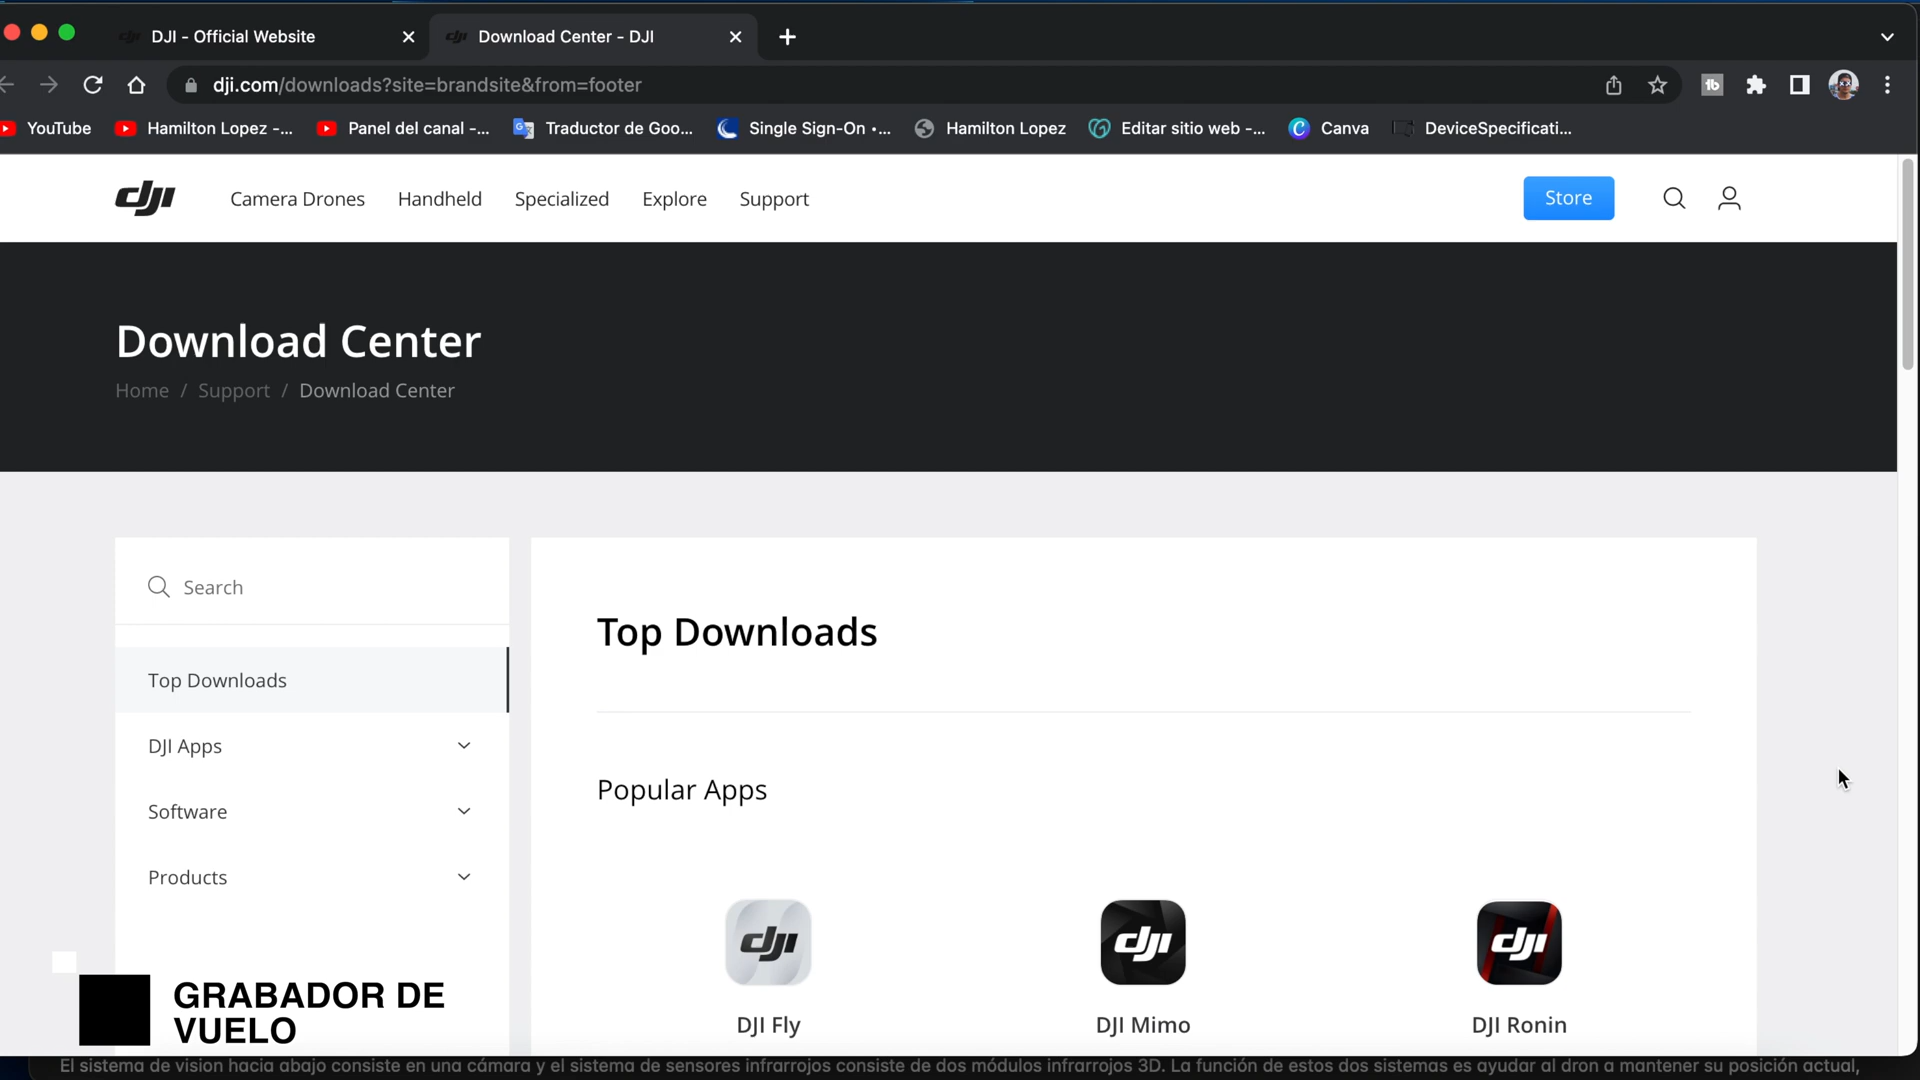 DJI - Official Website
Download Center - DJI
dji.com/downloads?site=brandsite&from=footer
YouTube
Hamilton Lopez -...
Panel del canal -...
Traductor de Goo...
Single Sign-On •...
Hamilton Lopez
Editar sitio web -...
Canva
DeviceSpecificati...
dji
Camera Drones
Handheld
Specialized
Explore
Support
Store
Download Center
Home / Support / Download Center
Search
Top Downloads
DJI Apps
Software
Products
Top Downloads
Popular Apps
dji
dji
dji
DJI Fly
DJI Mimo
DJI Ronin
GRABADOR DE
VUELO
El sistema de vision hacia abajo consiste en una cámara y el sistema de sensores infrarrojos consiste de dos módulos infrarrojos 3D. La función de estos dos sistemas es ayudar al dron a mantener su posición actual,